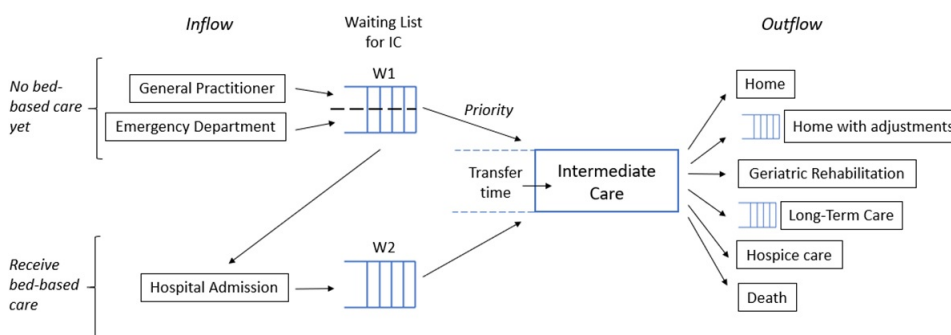 Inflow
Waiting List
for IC
Outflow
No bed-
based care
yet
General Practitioner
Emergency Department
W1
Priority
Transfer
time
Intermediate
Care
Home
Home with adjustments
Geriatric Rehabilitation
Long-Term Care
Hospice care
Death
Receive
bed-based
care
Hospital Admission
W2